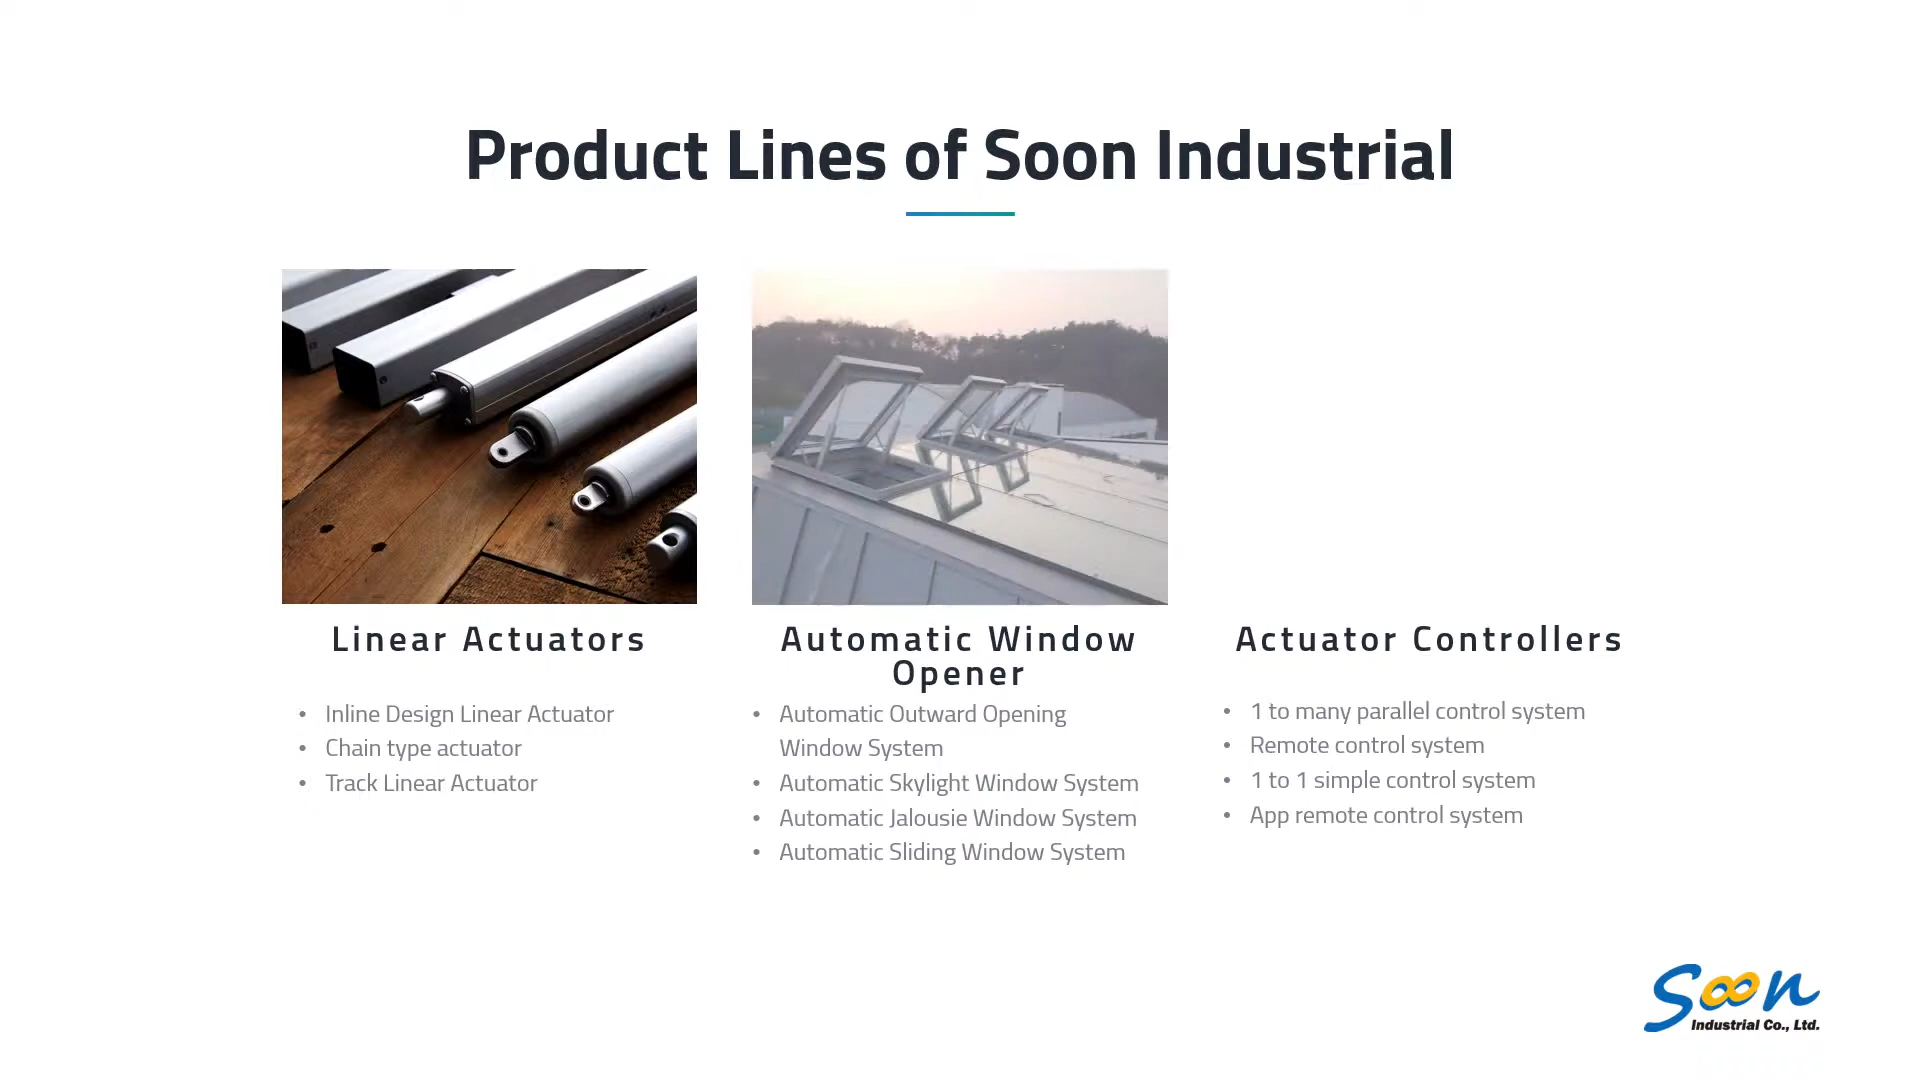 Product Lines of Soon Industrial
Linear Actuators
• Inline Design Linear Actuator
• Chain type actuator
• Track Linear Actuator
Automatic Window
Opener
• Automatic Outward Opening
Window System
• Automatic Skylight Window System
• Automatic Jalousie Window System
• Automatic Sliding Window System
Actuator Controllers
• 1 to many parallel control system
• Remote control system
• 1 to 1 simple control system
• App remote control system
Soon
Industrial Co., Ltd.